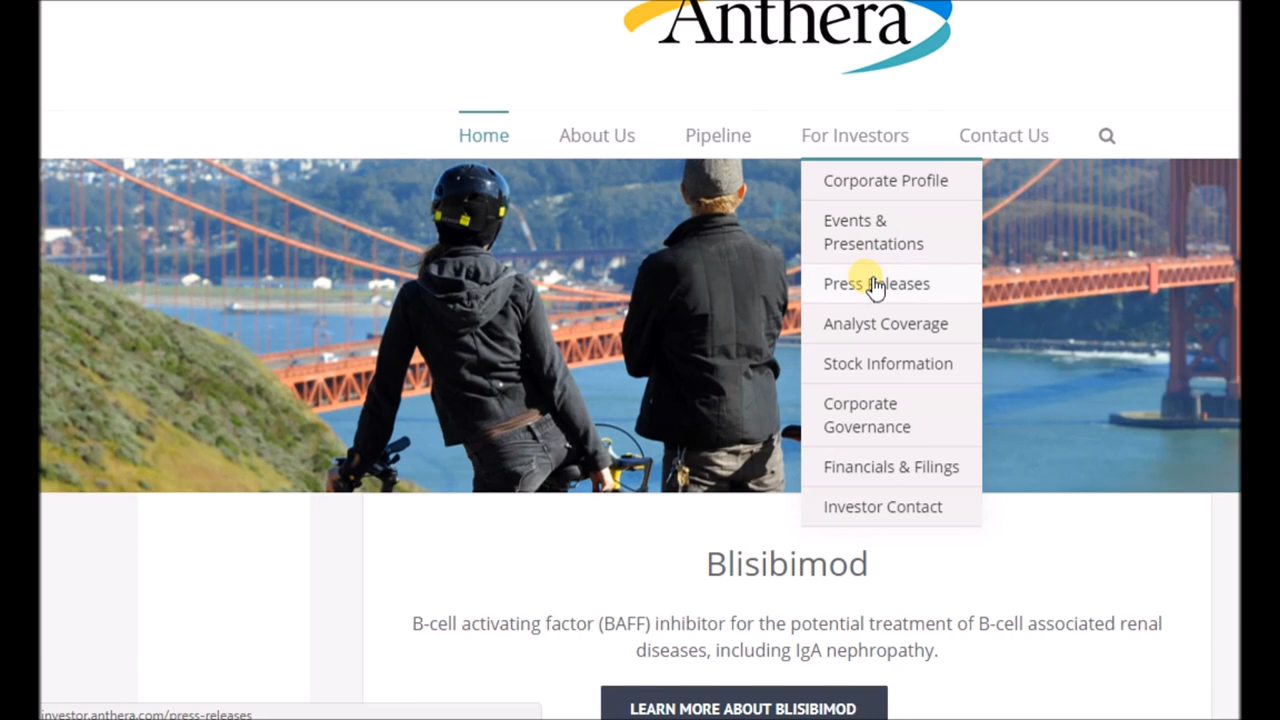 Anthera
Home About Us Pipeline For Investors Contact Us
Corporate Profile
Events &
Presentations
Press Releases
Analyst Coverage
Stock Information
Corporate
Governance
Financials & Filings
Investor Contact
Blisibimod
B-cell activating factor (BAFF) inhibitor for the potential treatment of B-cell associated renal
diseases, including IgA nephropathy.
LEARN MORE ABOUT BLISIBIMOD
investor.anthera.com/press-releases